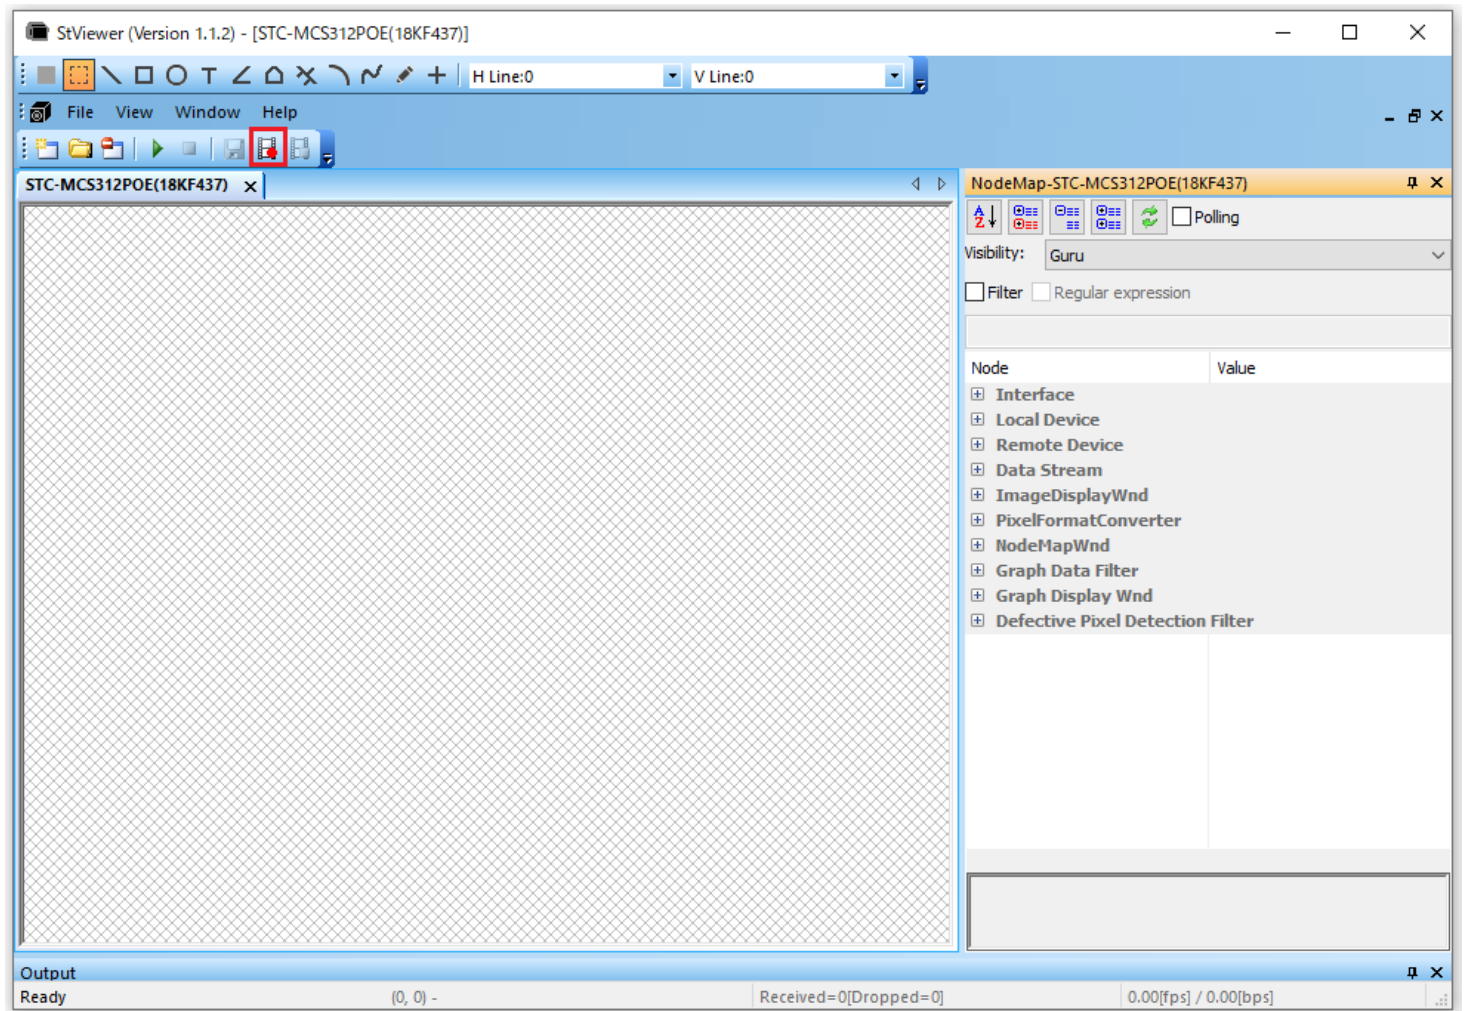 StViewer (Version 1.1.2) - [STC-MCS312POE(18KF437)]
H Line:0 V Line:0
File View Window Help
STC-MCS312POE(18KF437)
NodeMap-STC-MCS312POE(18KF437)
Polling
Visibility: Guru
Filter Regular expression
Node Value
Interface
Local Device
Remote Device
Data Stream
ImageDisplayWnd
PixelFormatConverter
NodeMapWnd
Graph Data Filter
Graph Display Wnd
Defective Pixel Detection Filter
Output
Ready (0, 0) - Received=0[Dropped=0] 0.00[fps] / 0.00[bps]